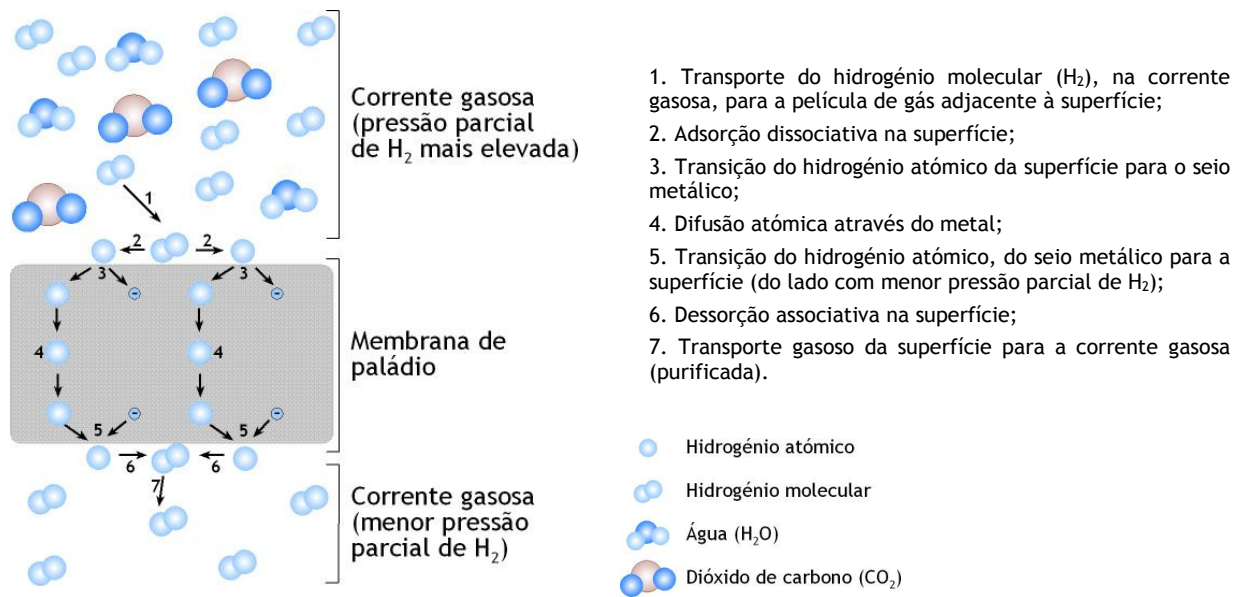 Corrente gasosa
(pressão parcial
de H₂ mais elevada)
1
2 2
3 3
4 4
5 5
6 6
7
Membrana de
paládio
Corrente gasosa
(menor pressão
parcial de H₂)
1. Transporte do hidrogénio molecular (H₂), na corrente
gasosa, para a película de gás adjacente à superfície;
2. Adsorção dissociativa na superfície;
3. Transição do hidrogénio atómico da superfície para o seio
metálico;
4. Difusão atómica através do metal;
5. Transição do hidrogénio atómico, do seio metálico para a
superfície (do lado com menor pressão parcial de H₂);
6. Dessorção associativa na superfície;
7. Transporte gasoso da superfície para a corrente gasosa
(purificada).
Hidrogénio atómico
Hidrogénio molecular
Água (H₂O)
Dióxido de carbono (CO₂)